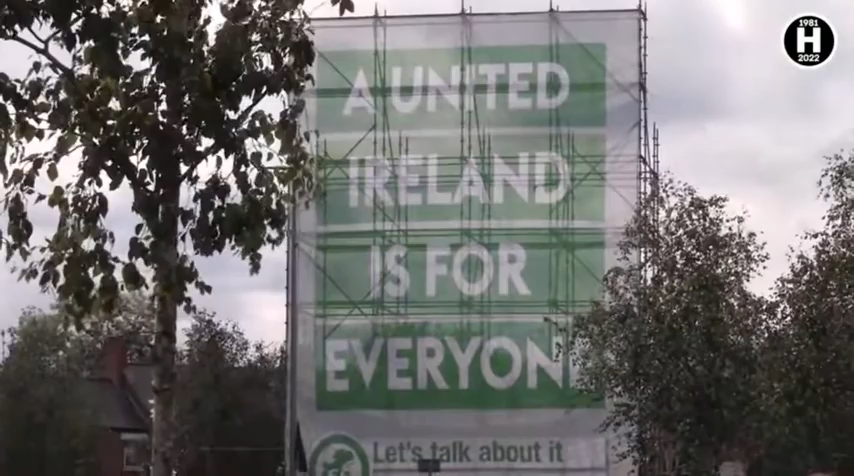 1981
H
2022
A UNITED
IRELAND
IS FOR
EVERYON
Let's talk about it